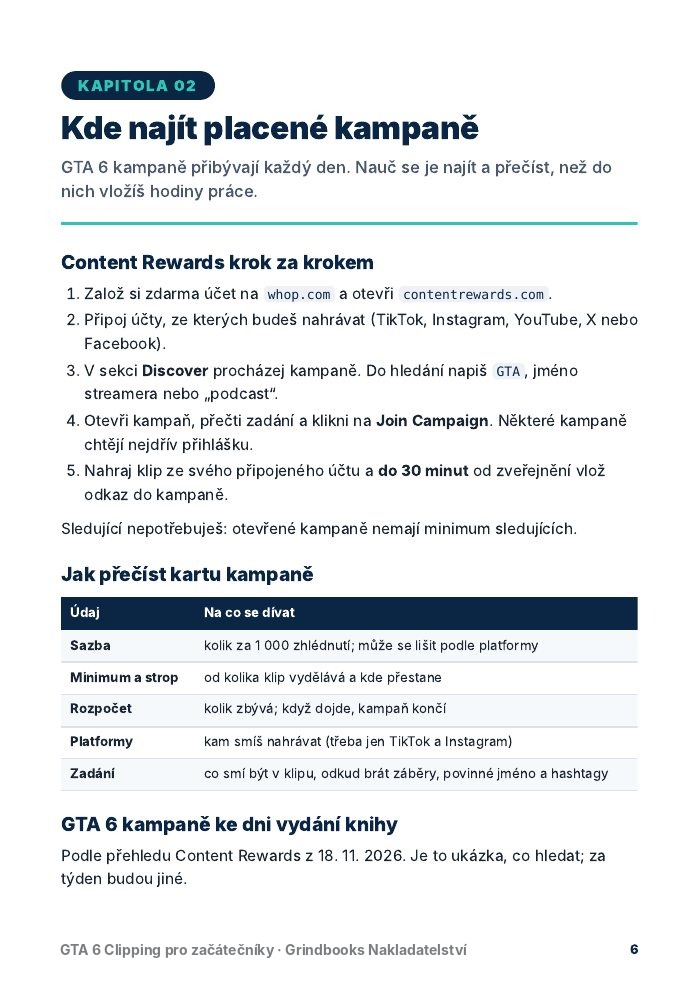 KAPITOLA 02
Kde najít placené kampaně
GTA 6 kampaně přibývají každý den. Nauč se je najít a přečíst, než do
nich vložíš hodiny práce.
Content Rewards krok za krokem
1. Založ si zdarma účet na whop.com a otevři contentrewards.com.
2. Připoj účty, ze kterých budeš nahrávat (TikTok, Instagram, YouTube, X nebo
Facebook).
3. V sekci Discover procházej kampaně. Do hledání napiš GTA, jméno
streamera nebo „podcast“.
4. Otevři kampaň, přečti zadání a klikni na Join Campaign. Některé kampaně
chtějí nejdřív přihlášku.
5. Nahraj klip ze svého připojeného účtu a do 30 minut od zveřejnění vlož
odkaz do kampaně.
Sledující nepotřebuješ: otevřené kampaně nemají minimum sledujících.
Jak přečíst kartu kampaně
Údaj Na co se dívat
Sazba kolik za 1 000 zhlédnutí; může se lišit podle platformy
Minimum a strop od kolika klip vydělává a kde přestane
Rozpočet kolik zbývá; když dojde, kampaň končí
Platformy kam smíš nahrávat (třeba jen TikTok a Instagram)
Zadání co smí být v klipu, odkud brát záběry, povinné jméno a hashtagy
GTA 6 kampaně ke dni vydání knihy
Podle přehledu Content Rewards z 18. 11. 2026. Je to ukázka, co hledat; za
týden budou jiné.
GTA 6 Clipping pro začátečníky · Grindbooks Nakladatelství 6